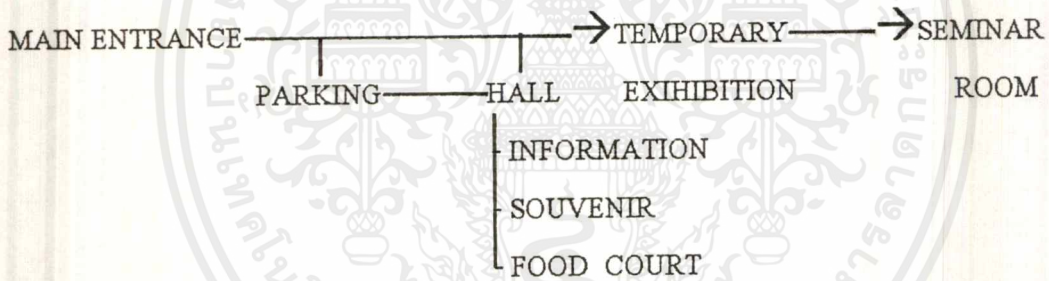 MAIN ENTRANCE TEMPORARY SEMINAR
PARKING HALL EXIHIBITION ROOM
INFORMATION
SOUVENIR
FOOD COURT